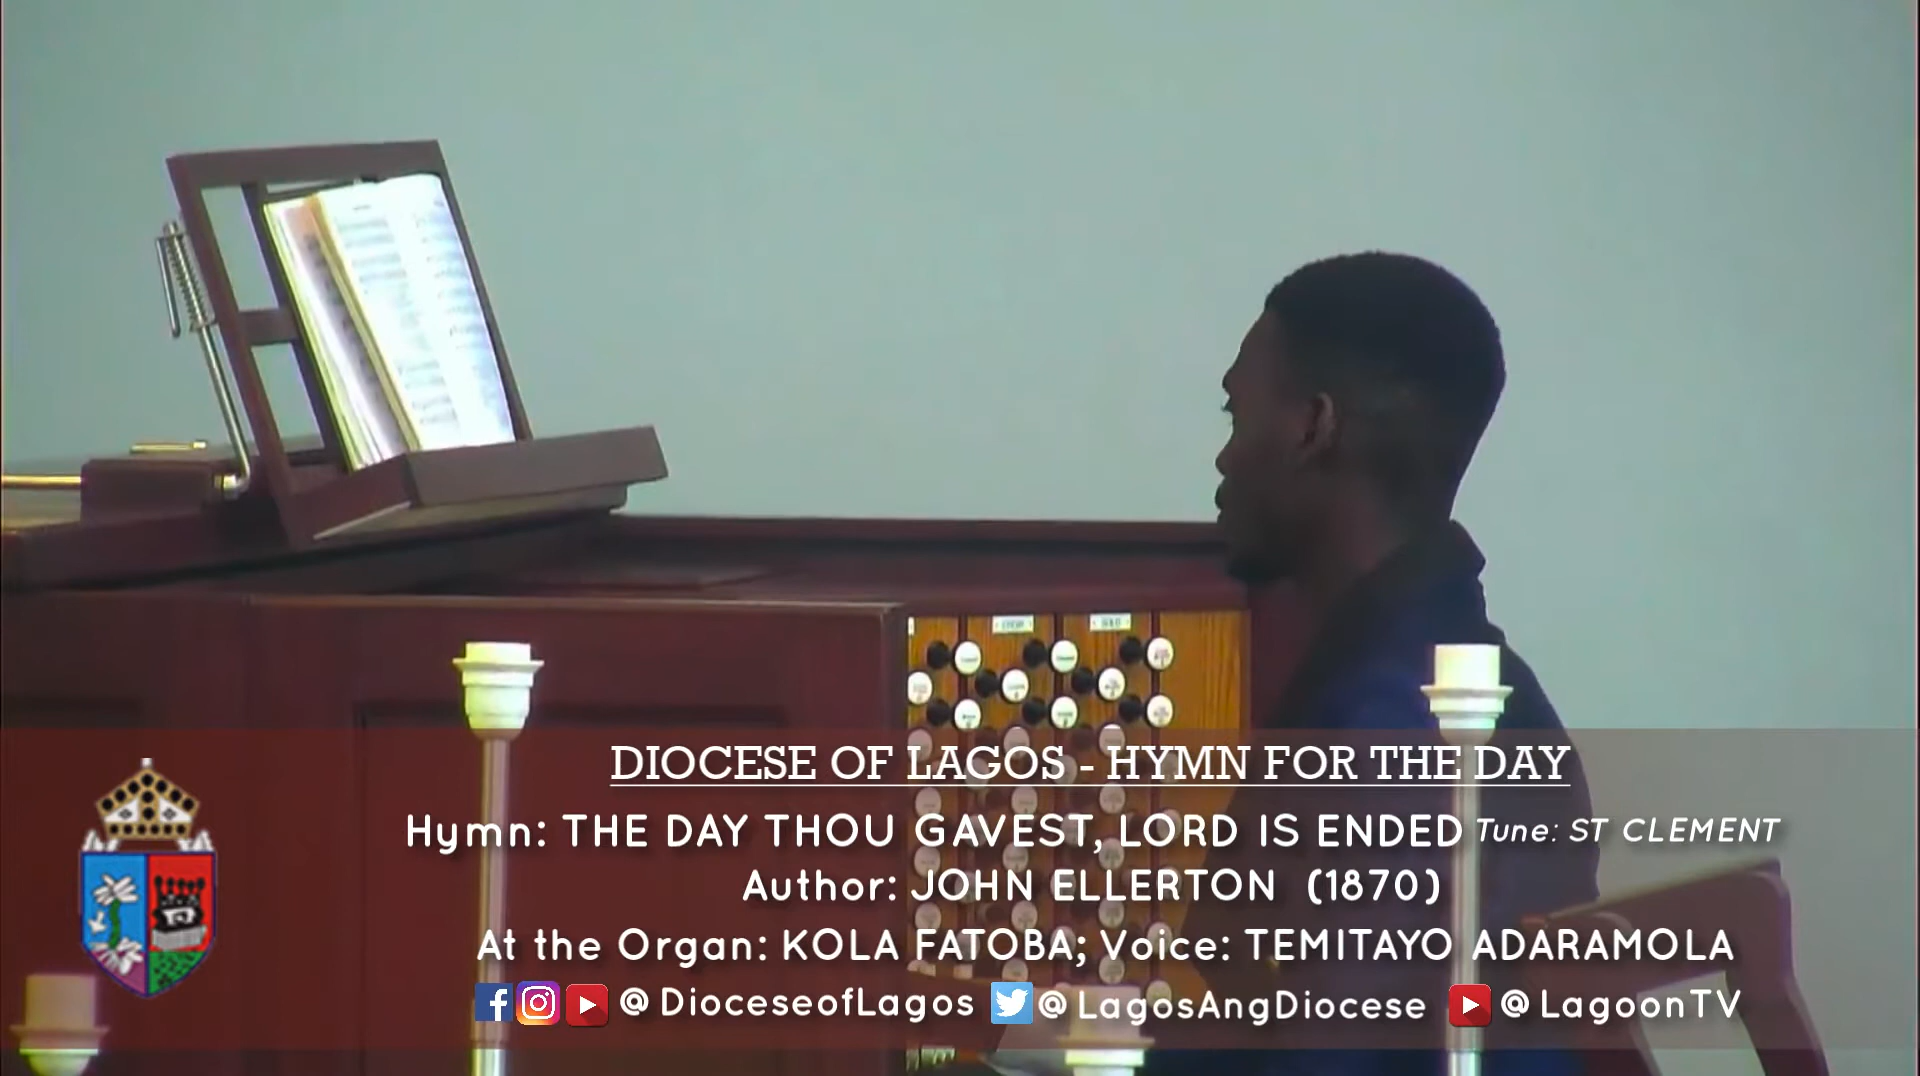 DIOCESE OF LAGOS - HYMN FOR THE DAY
Hymn: THE DAY THOU GAVEST, LORD IS ENDED Tune: ST CLEMENT
Author: JOHN ELLERTON (1870)
At the Organ: KOLA FATOBA; Voice: TEMITAYO ADARAMOLA
@ DioceseofLagos @ LagosAngDiocese @ LagoonTV